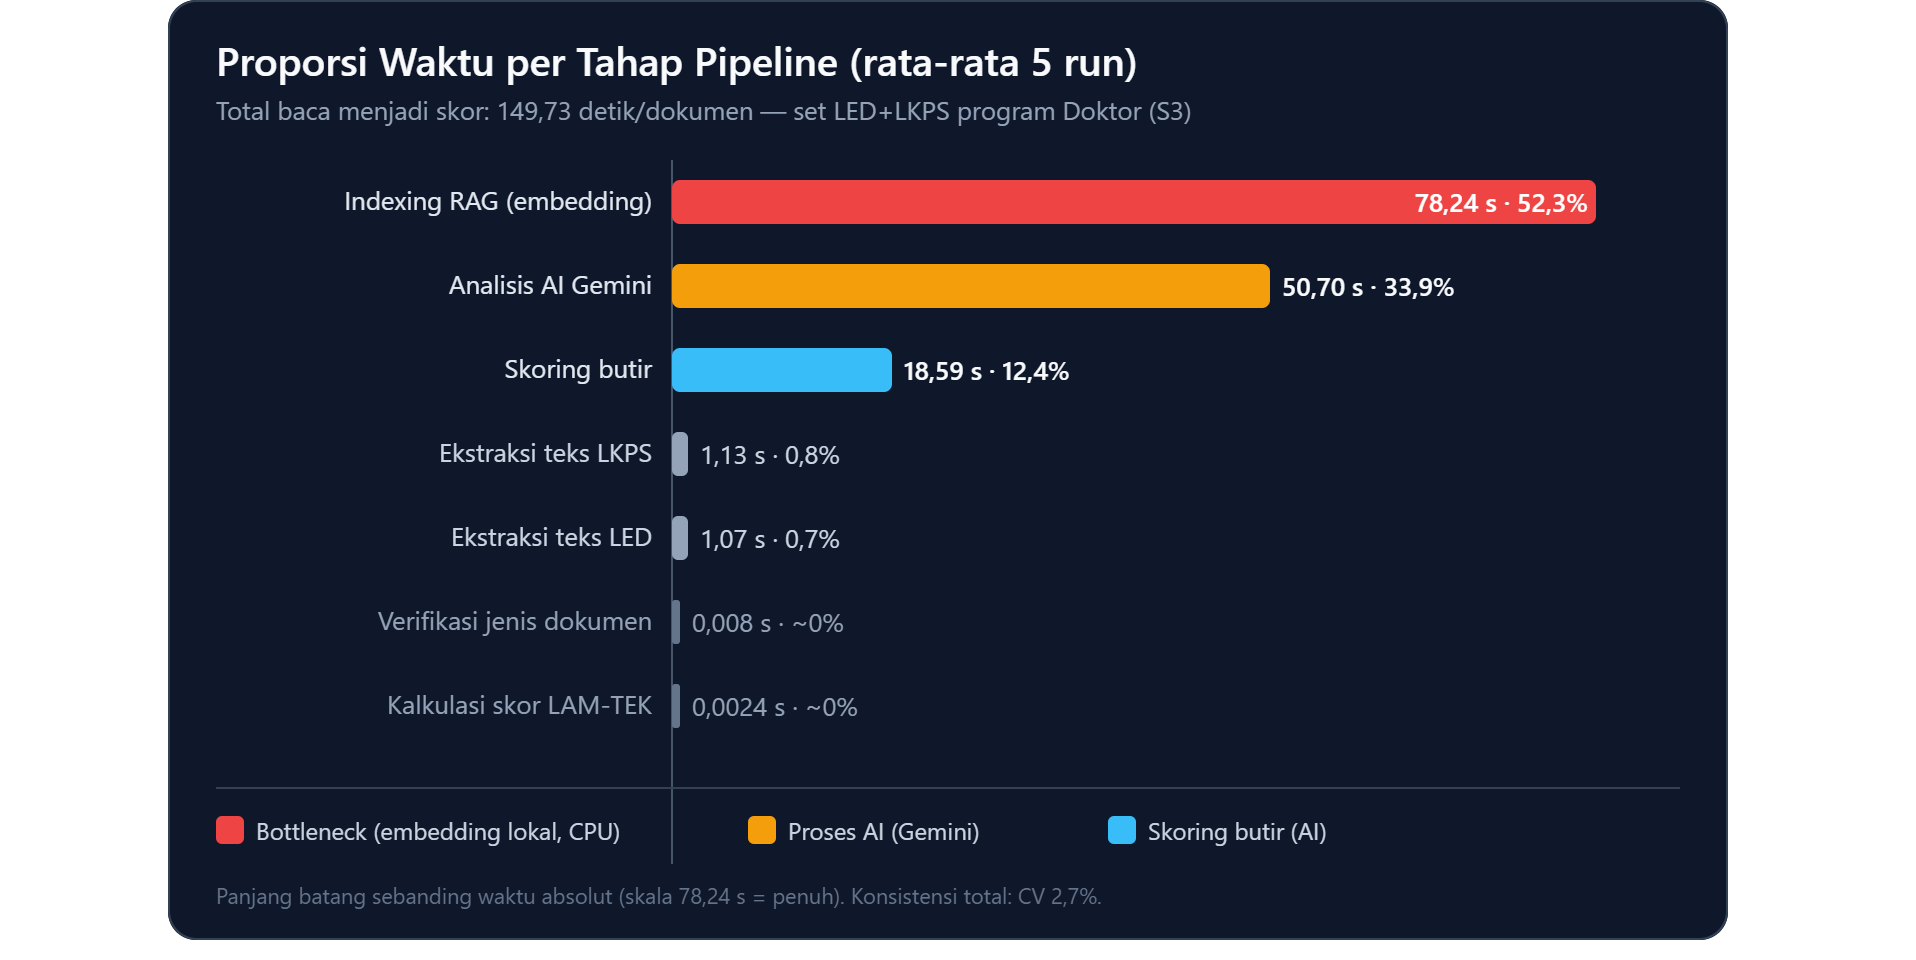 Proporsi Waktu per Tahap Pipeline (rata-rata 5 run)
Total baca menjadi skor: 149,73 detik/dokumen — set LED+LKPS program Doktor (S3)
Indexing RAG (embedding) 78,24 s · 52,3%
Analisis AI Gemini 50,70 s · 33,9%
Skoring butir 18,59 s · 12,4%
Ekstraksi teks LKPS 1,13 s · 0,8%
Ekstraksi teks LED 1,07 s · 0,7%
Verifikasi jenis dokumen 0,008 s · ~0%
Kalkulasi skor LAM-TEK 0,0024 s · ~0%
Bottleneck (embedding lokal, CPU) Proses AI (Gemini) Skoring butir (AI)
Panjang batang sebanding waktu absolut (skala 78,24 s = penuh). Konsistensi total: CV 2,7%.